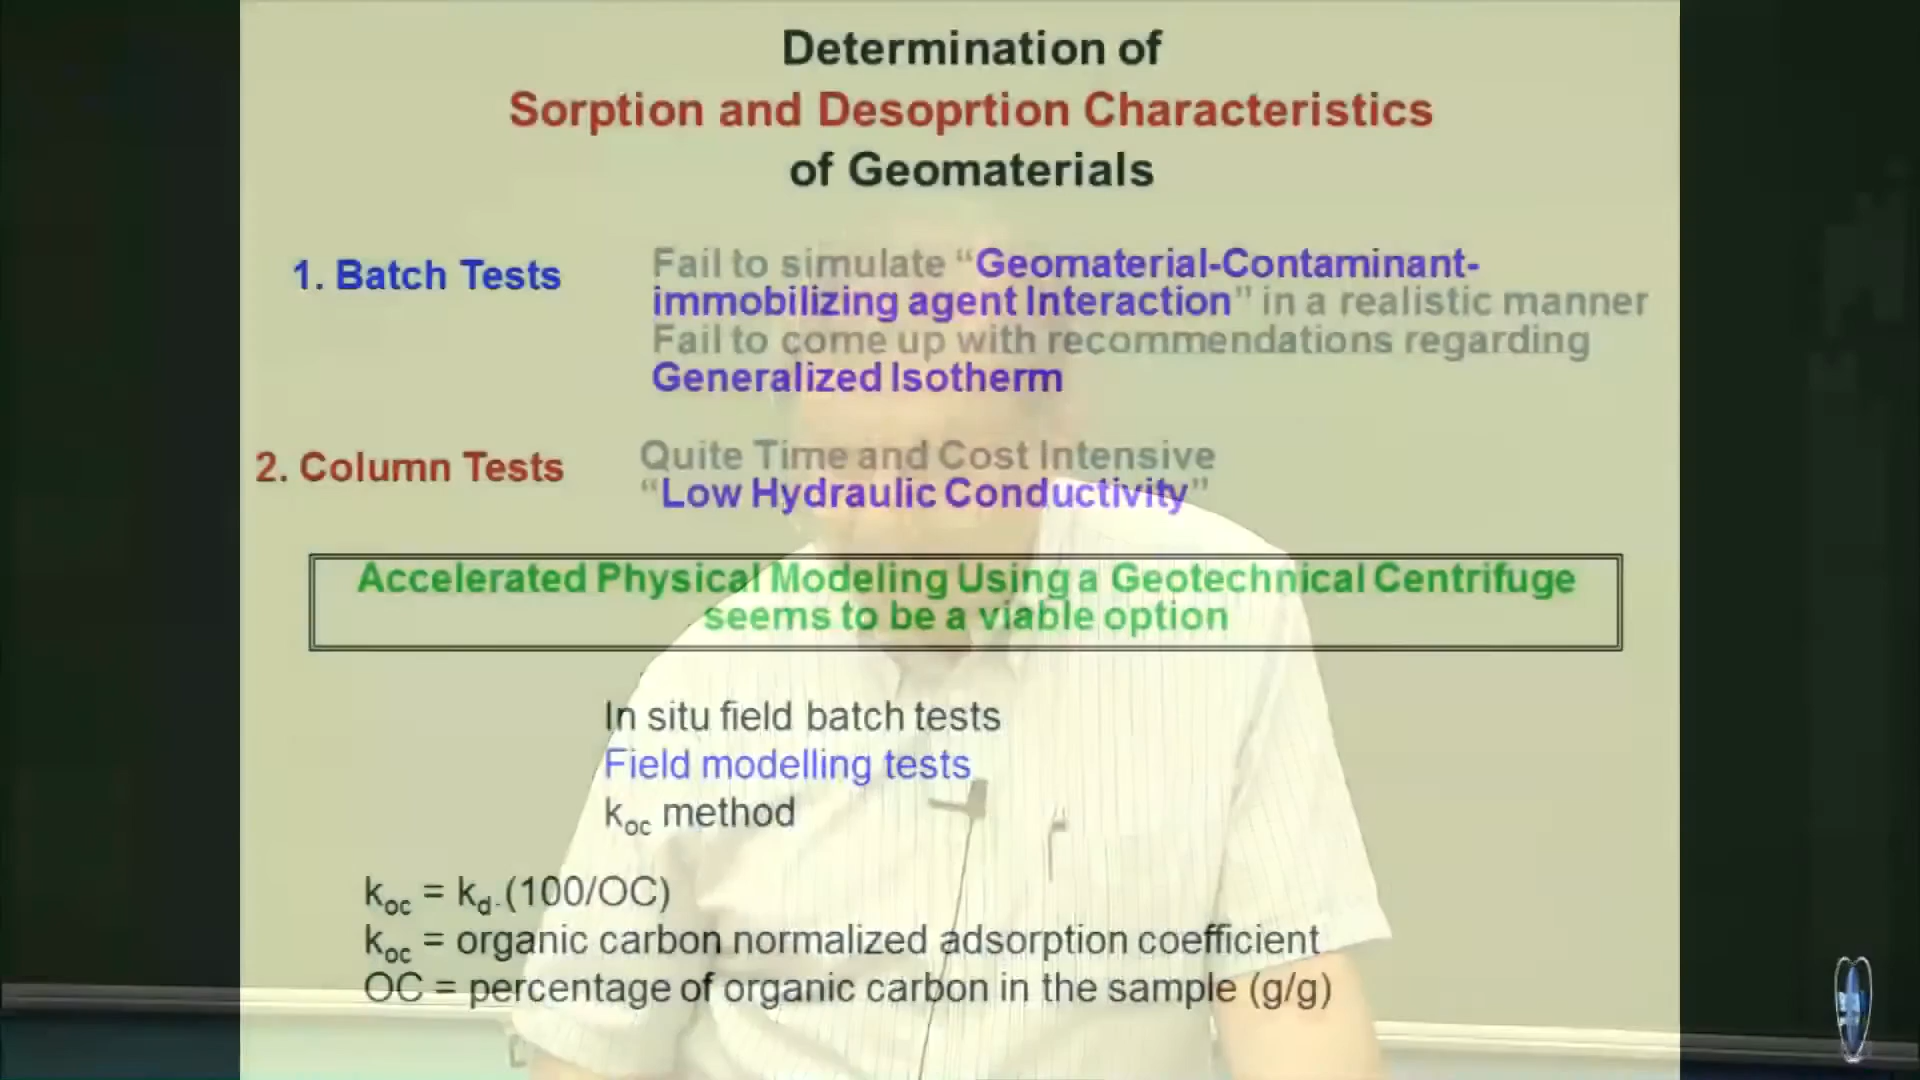 Determination of
Sorption and Desoprtion Characteristics
of Geomaterials
1. Batch Tests
Fail to simulate “Geomaterial-Contaminant-
immobilizing agent Interaction” in a realistic manner
Fail to come up with recommendations regarding
Generalized Isotherm
2. Column Tests
Quite Time and Cost Intensive
“Low Hydraulic Conductivity”
Accelerated Physical Modeling Using a Geotechnical Centrifuge
seems to be a viable option
In situ field batch tests
Field modelling tests
koc method
koc = kd.(100/OC)
koc = organic carbon normalized adsorption coefficient
OC = percentage of organic carbon in the sample (g/g)